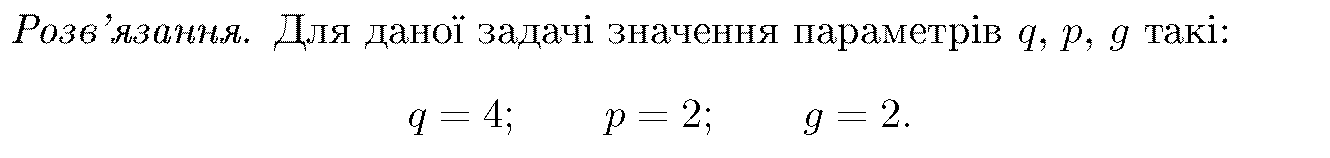 Розв’язання. Для даної задачі значення параметрів q, p, g такі:
q = 4; p = 2; g = 2.